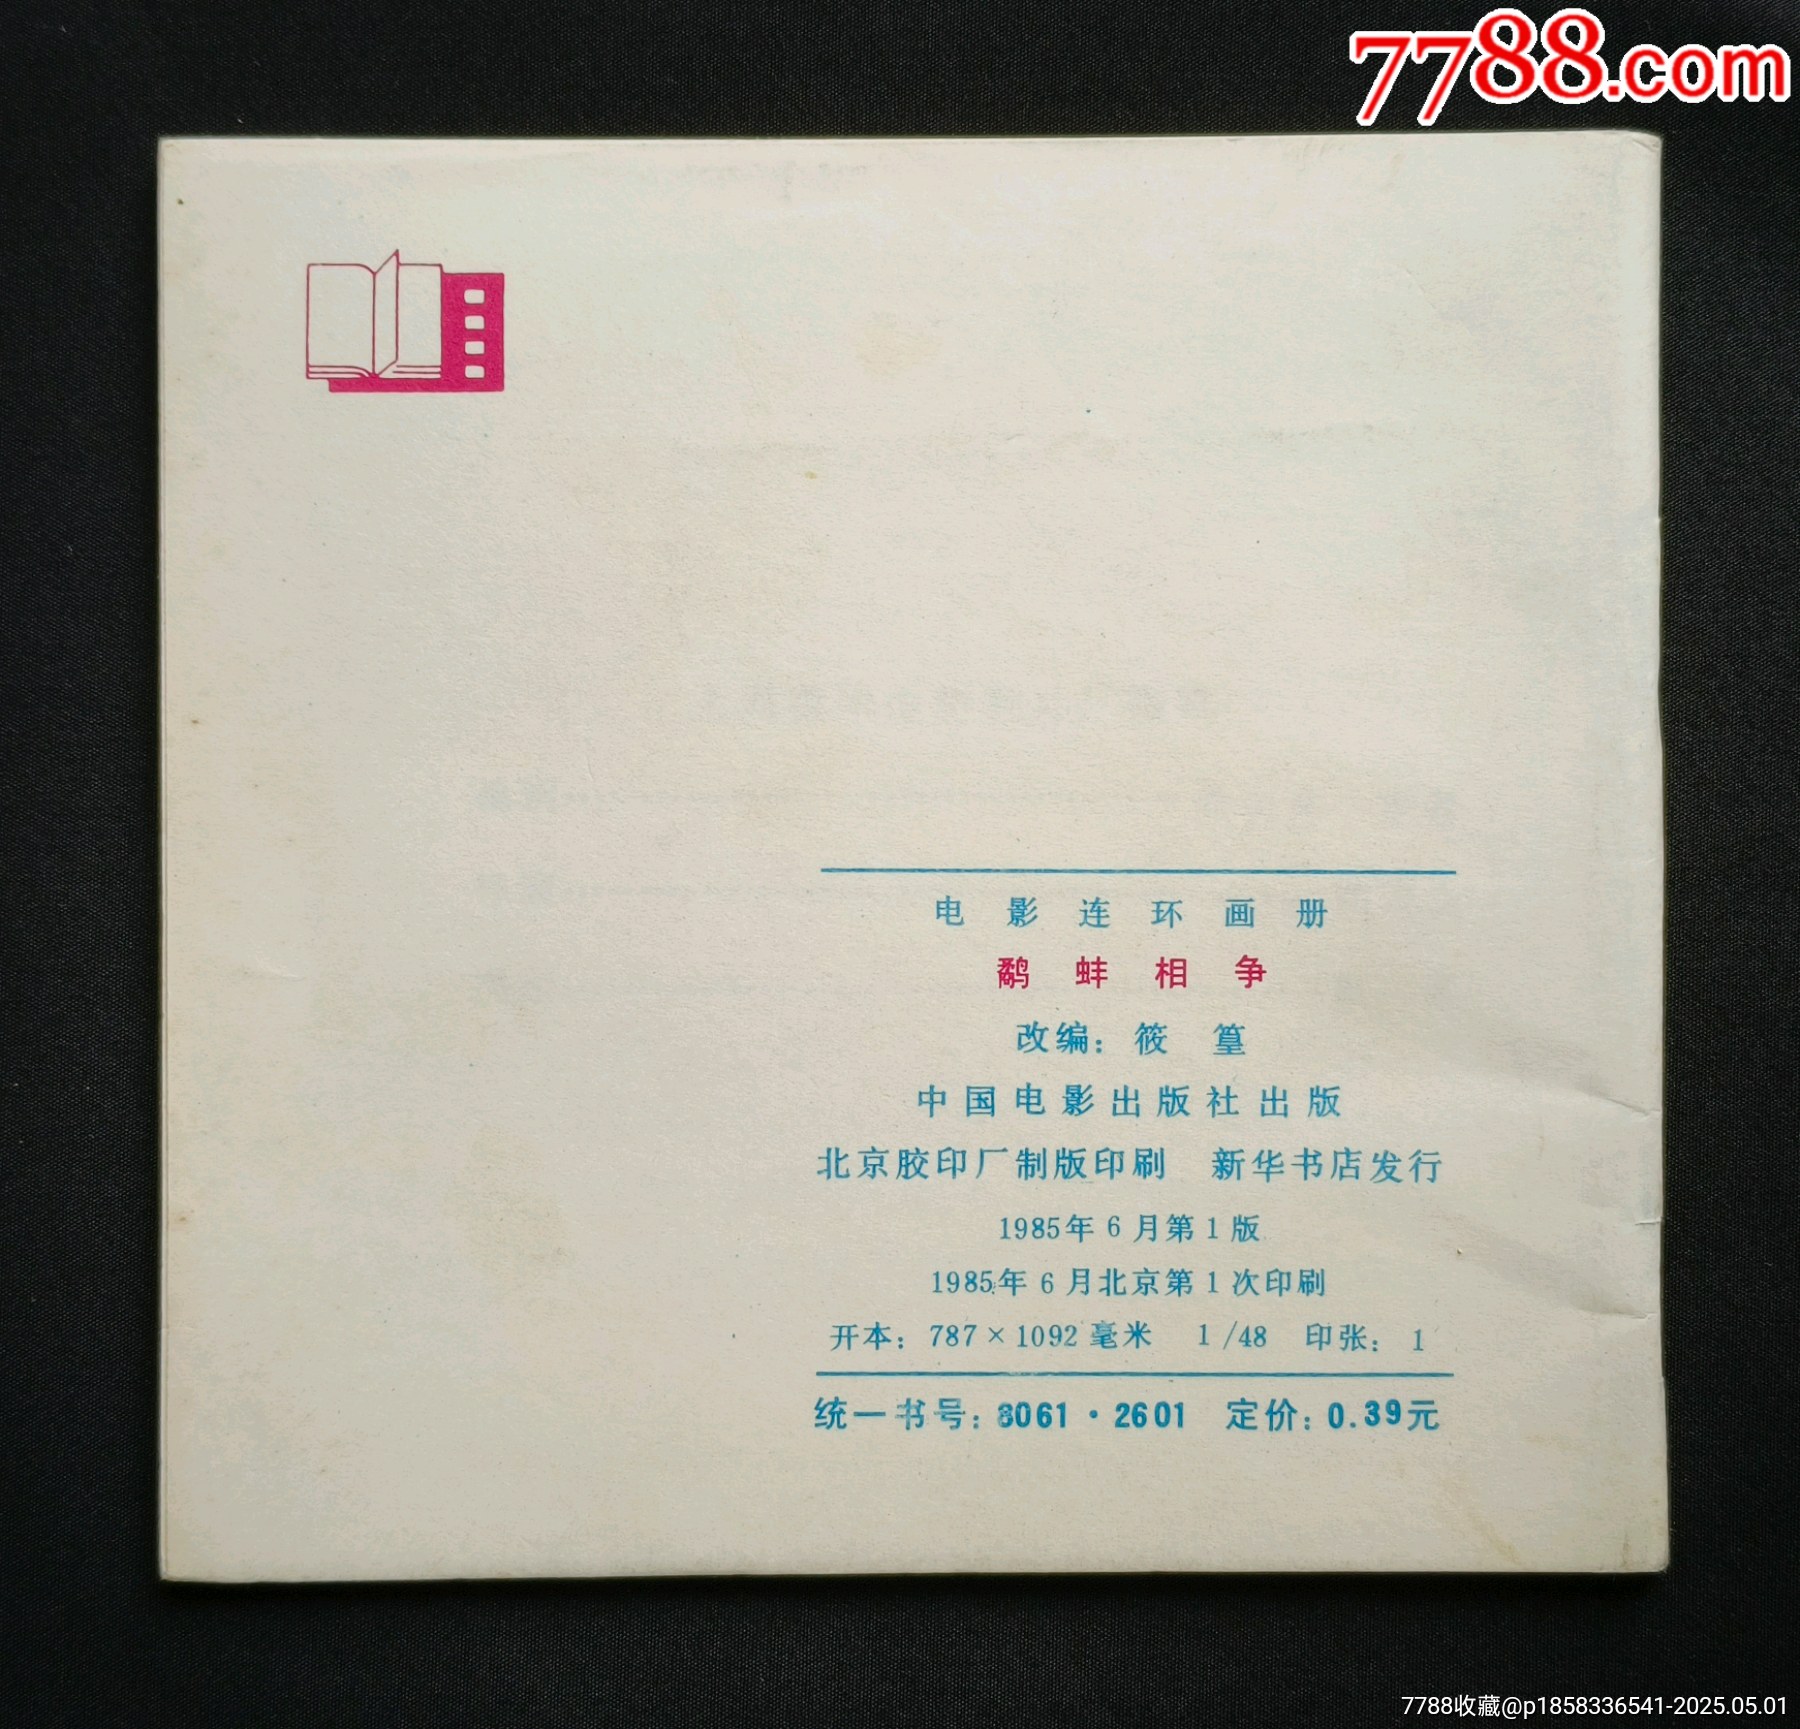 7788.com
电影连环画册
鹬蚌相争
改编：筱篁
中国电影出版社出版
北京胶印厂制版印刷 新华书店发行
1985年6月第1版
1985年6月北京第1次印刷
开本：787×1092毫米 1/48 印张：1
统一书号：8061·2601 定价：0.39元
7788收藏@p1858336541-2025.05.01